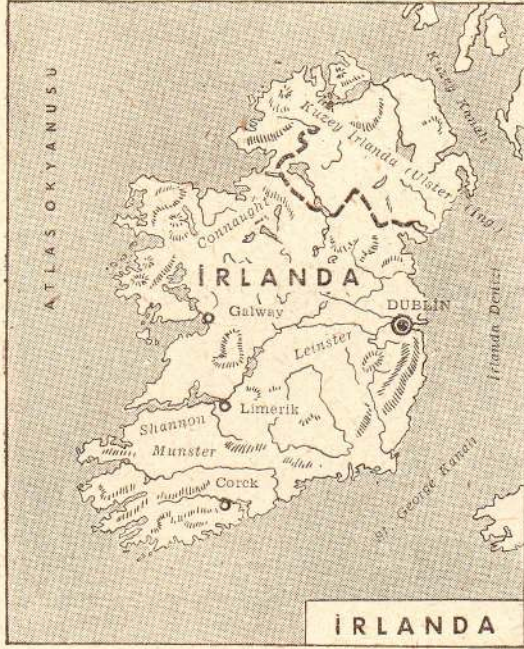 Kuzey Kanalı
ATLAS OKYANUSU
Kuzey İrlanda (Ulster) (İng.)
Connaught
İRLANDA
DUBLİN
Galway
İrlanda Denizi
Leinster
Limerik
Shannon
Munster
Corck
St. George Kanalı
İRLANDA